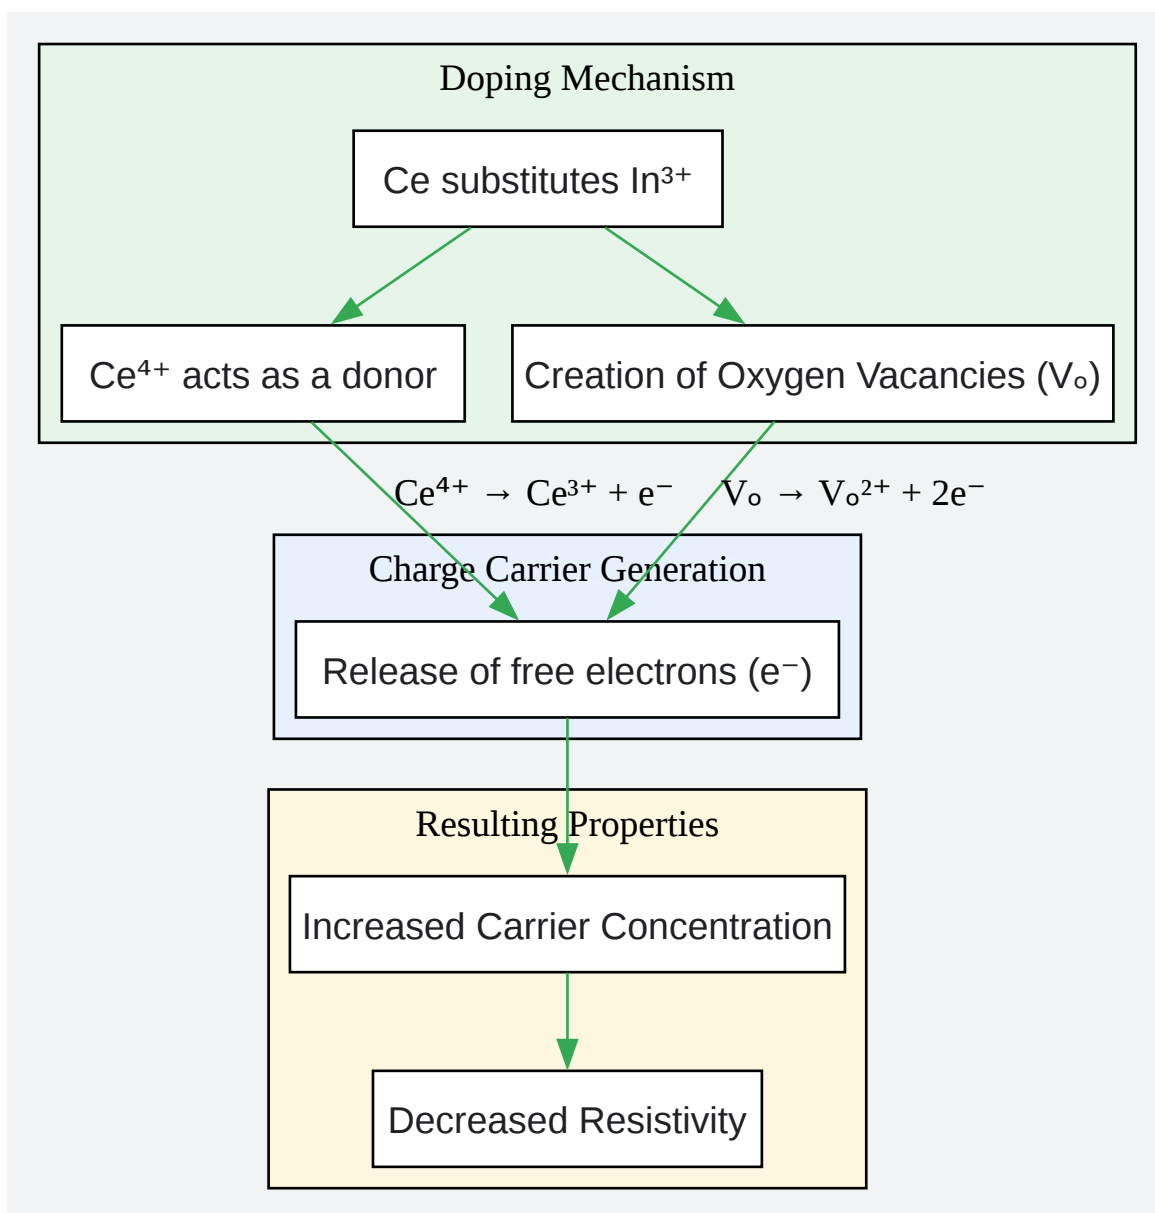 Doping Mechanism
Ce substitutes In³⁺
Ce⁴⁺ acts as a donor
Creation of Oxygen Vacancies (Vₒ)
Ce⁴⁺ → Ce³⁺ + e⁻
Vₒ → Vₒ²⁺ + 2e⁻
Charge Carrier Generation
Release of free electrons (e⁻)
Resulting Properties
Increased Carrier Concentration
Decreased Resistivity